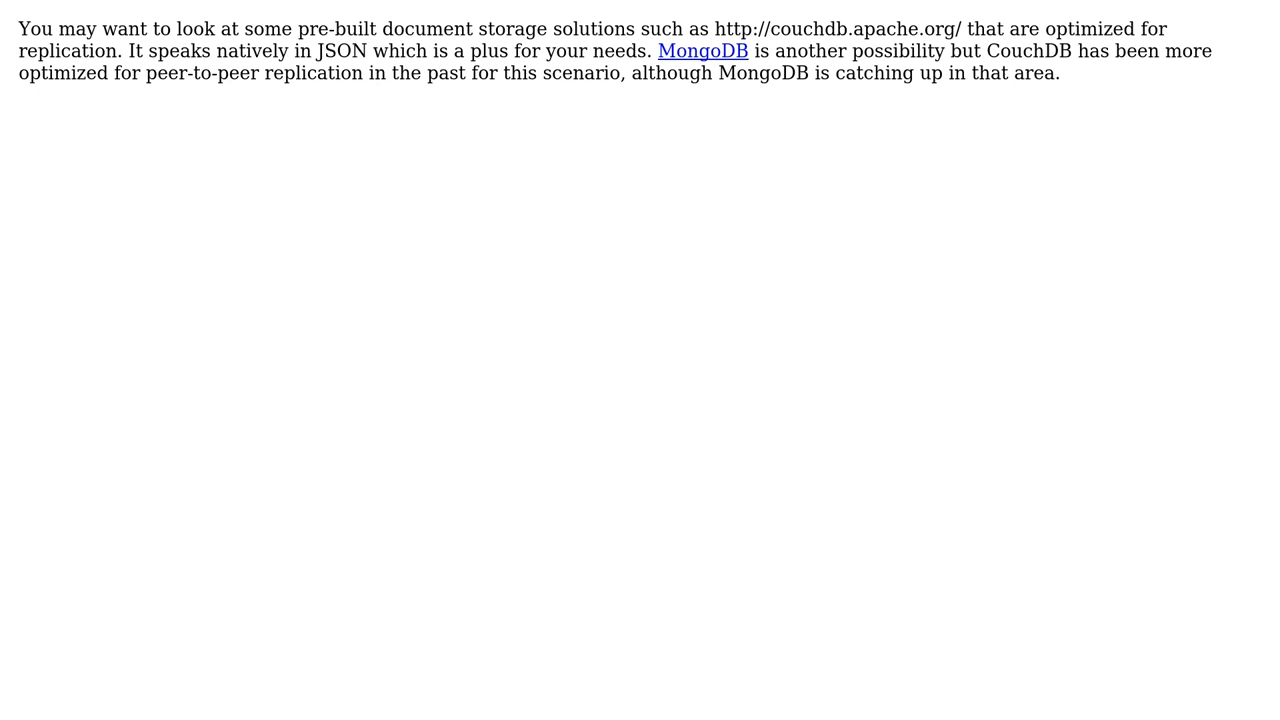 You may want to look at some pre-built document storage solutions such as http://couchdb.apache.org/ that are optimized for
replication. It speaks natively in JSON which is a plus for your needs. MongoDB is another possibility but CouchDB has been more
optimized for peer-to-peer replication in the past for this scenario, although MongoDB is catching up in that area.